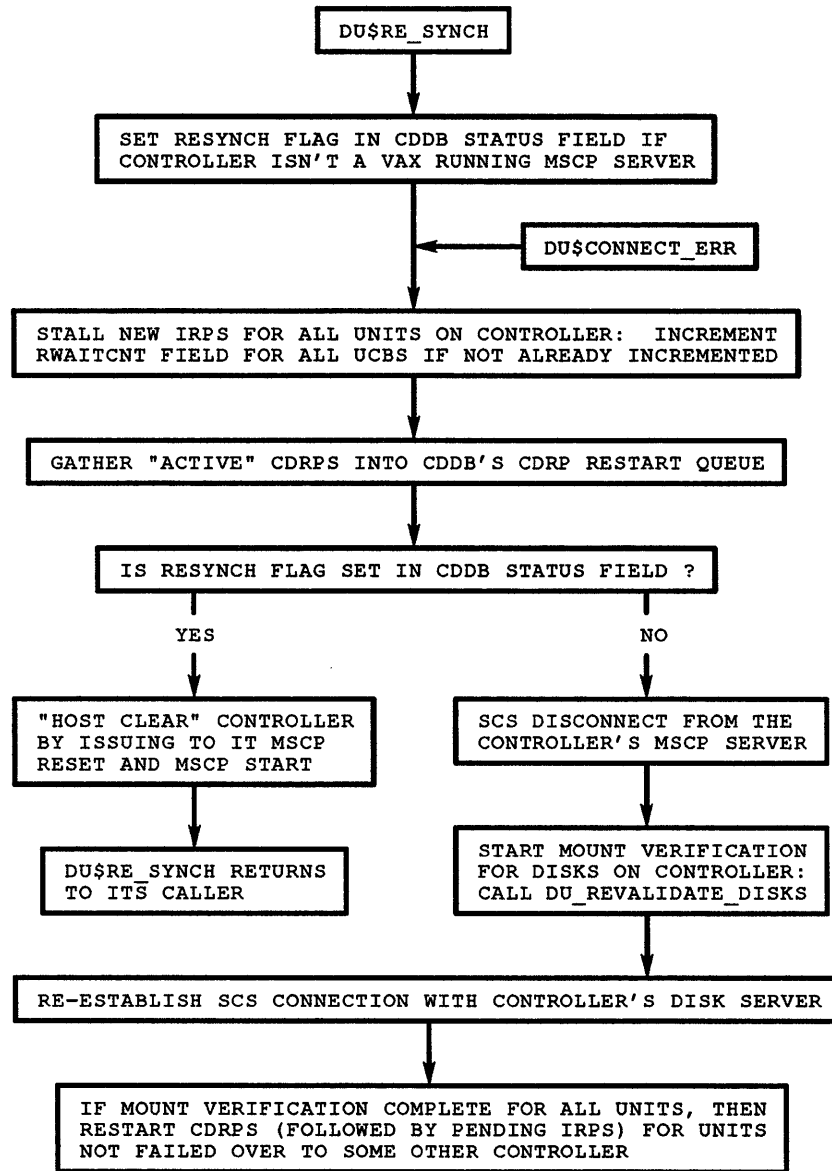 DU$RE_SYNCH
SET RESYNCH FLAG IN CDDB STATUS FIELD IF
CONTROLLER ISN'T A VAX RUNNING MSCP SERVER
DU$CONNECT_ERR
STALL NEW IRPS FOR ALL UNITS ON CONTROLLER: INCREMENT
RWAITCNT FIELD FOR ALL UCBS IF NOT ALREADY INCREMENTED
GATHER "ACTIVE" CDRPS INTO CDDB'S CDRP RESTART QUEUE
IS RESYNCH FLAG SET IN CDDB STATUS FIELD ?
YES
NO
"HOST CLEAR" CONTROLLER
BY ISSUING TO IT MSCP
RESET AND MSCP START
SCS DISCONNECT FROM THE
CONTROLLER'S MSCP SERVER
DU$RE_SYNCH RETURNS
TO ITS CALLER
START MOUNT VERIFICATION
FOR DISKS ON CONTROLLER:
CALL DU_REVALIDATE_DISKS
RE-ESTABLISH SCS CONNECTION WITH CONTROLLER'S DISK SERVER
IF MOUNT VERIFICATION COMPLETE FOR ALL UNITS, THEN
RESTART CDRPS (FOLLOWED BY PENDING IRPS) FOR UNITS
NOT FAILED OVER TO SOME OTHER CONTROLLER